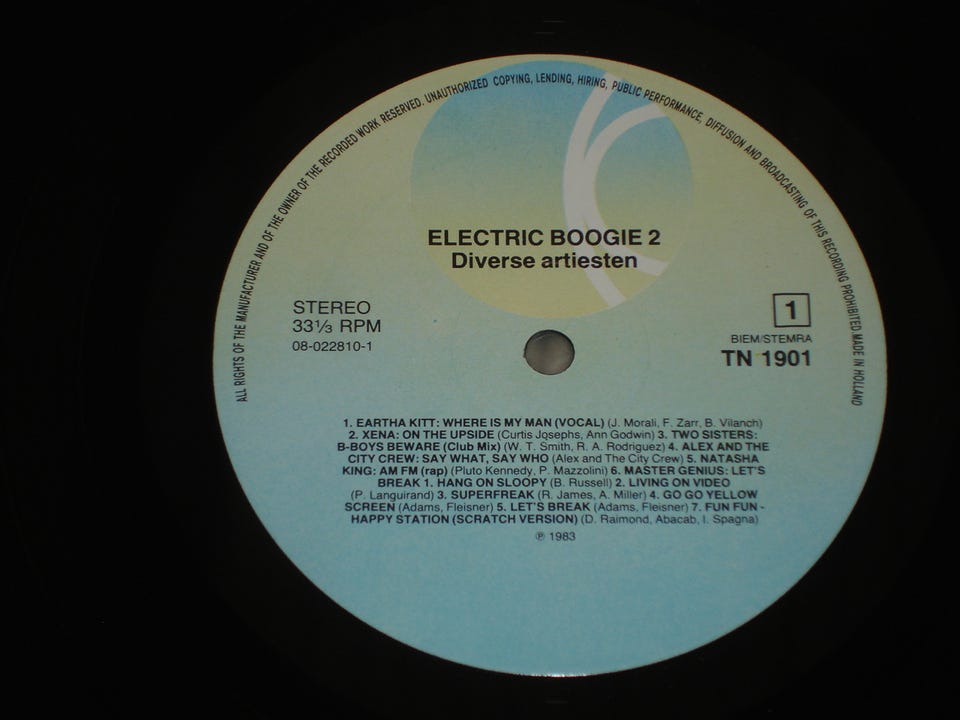 ALL RIGHTS OF THE MANUFACTURER AND OF THE OWNER OF THE RECORDED WORK RESERVED. UNAUTHORIZED COPYING, LENDING, HIRING, PUBLIC PERFORMANCE, DIFFUSION AND BROADCASTING OF THIS RECORDING PROHIBITED MADE IN HOLLAND
ELECTRIC BOOGIE 2
Diverse artiesten
STEREO
33⅓ RPM
08-022810-1
1
BIEM/STEMRA
TN 1901
1. EARTHA KITT: WHERE IS MY MAN (VOCAL) (J. Morali, F. Zarr, B. Vilanch)
2. XENA: ON THE UPSIDE (Curtis Josephs, Ann Godwin) 3. TWO SISTERS:
B-BOYS BEWARE (Club Mix) (W. T. Smith, R. A. Rodriguez) 4. ALEX AND THE
CITY CREW: SAY WHAT, SAY WHO (Alex and The City Crew) 5. NATASHA
KING: AM FM (rap) (Pluto Kennedy, P. Mazzolini) 6. MASTER GENIUS: LET'S
BREAK 1. HANG ON SLOOPY (B. Russell) 2. LIVING ON VIDEO
(P. Languirand) 3. SUPERFREAK (R. James, A. Miller) 4. GO GO YELLOW
SCREEN (Adams, Fleisner) 5. LET'S BREAK (Adams, Fleisner) 7. FUN FUN -
HAPPY STATION (SCRATCH VERSION) (D. Raimond, Abacab, I. Spagna)
℗ 1983